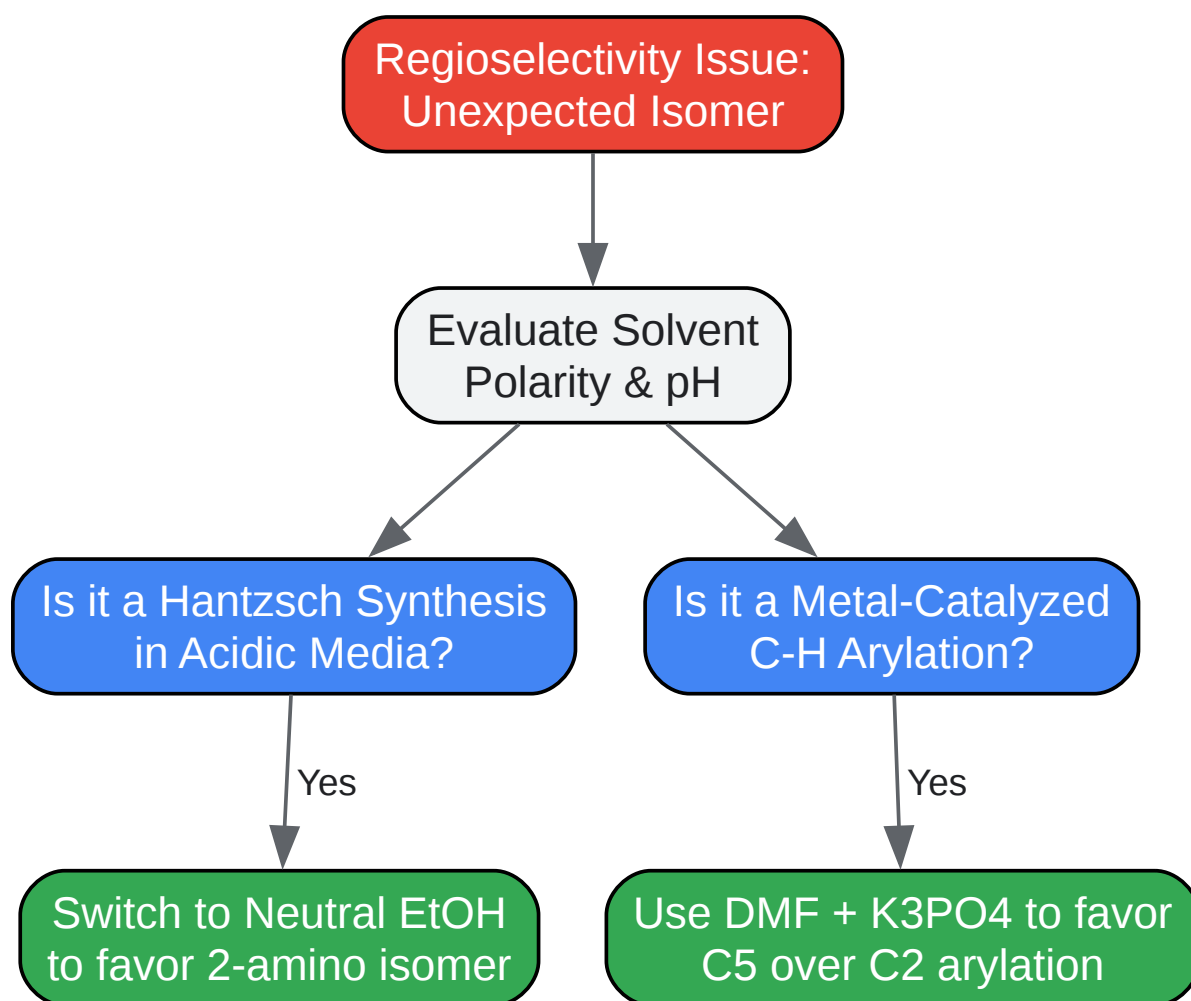 Regioselectivity Issue:
Unexpected Isomer
Evaluate Solvent
Polarity & pH
Is it a Hantzsch Synthesis
in Acidic Media?
Is it a Metal-Catalyzed
C-H Arylation?
Yes
Yes
Switch to Neutral EtOH
to favor 2-amino isomer
Use DMF + K3PO4 to favor
C5 over C2 arylation